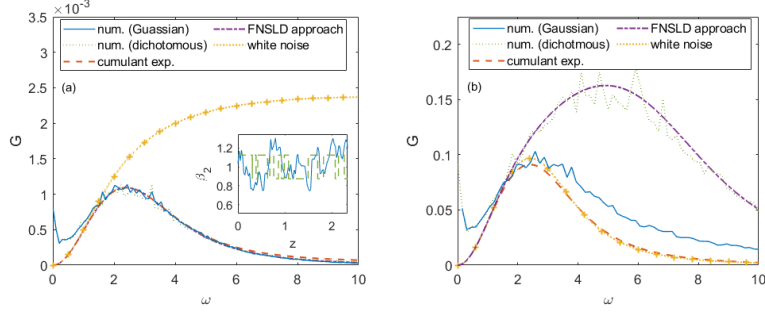 ×10⁻³
num. (Guassian)
num. (dichotomous)
cumulant exp.
FNSLD approach
white noise
(a)
3.5
3
2.5
2
1.5
1
0.5
0
G
0 2 4 6 8 10
ω
1.2
1.0
0.8
0.6
β₂
0 1 2
z
num. (Gaussian)
num. (dichotmous)
cumulant exp.
FNSLD approach
white noise
(b)
0.2
0.15
0.1
0.05
0
G
0 2 4 6 8 10
ω